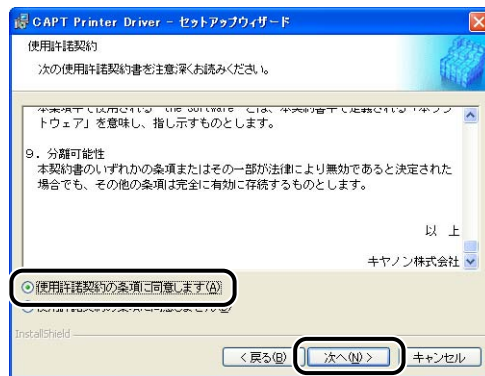 CAPT Printer Driver - セットアップウィザード
使用許諾契約
次の使用許諾契約書を注意深くお読みください。
トウェア」を意味し、指し示すものとします。
9. 分離可能性
本契約書のいずれかの条項またはその一部が法律により無効であると決定された
場合でも、その他の条項は完全に有効に存続するものとします。
以 上
キヤノン株式会社
使用許諾契約の条項に同意します(A)
InstallShield
< 戻る(B) 次へ(N) > キャンセル